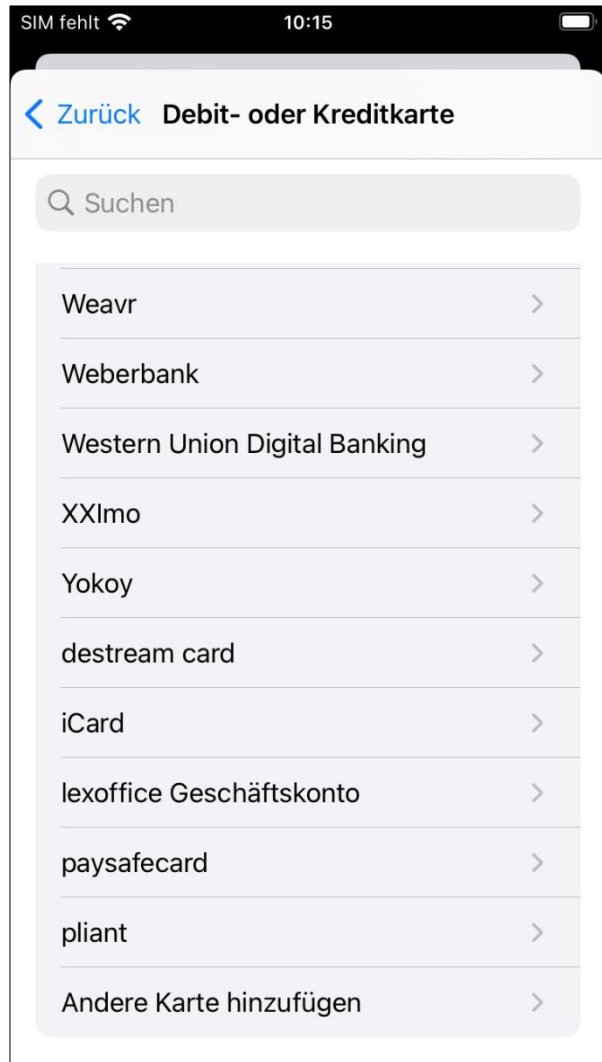 SIM fehlt 10:15
Zurück Debit- oder Kreditkarte
Suchen
Weavr
Weberbank
Western Union Digital Banking
XXImo
Yokoy
destream card
iCard
lexoffice Geschäftskonto
paysafecard
pliant
Andere Karte hinzufügen